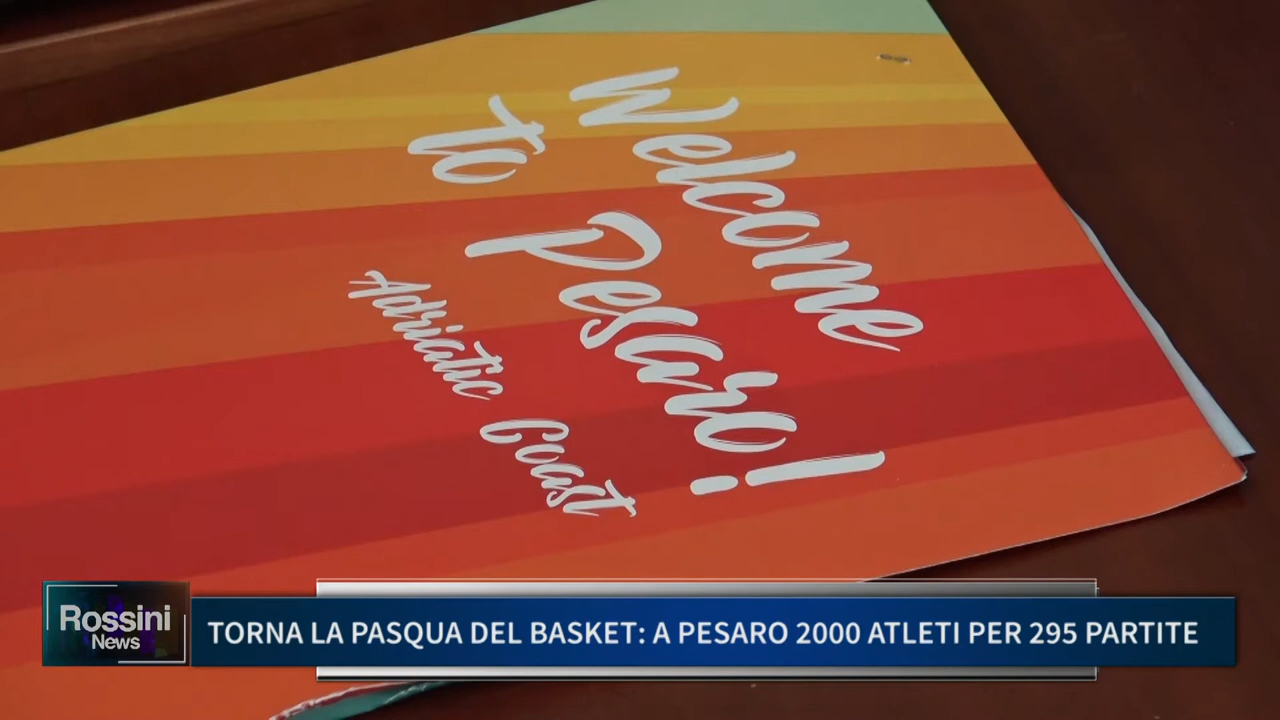 Welcome
to Pesaro!
Adriatic Coast
Rossini
News
TORNA LA PASQUA DEL BASKET: A PESARO 2000 ATLETI PER 295 PARTITE